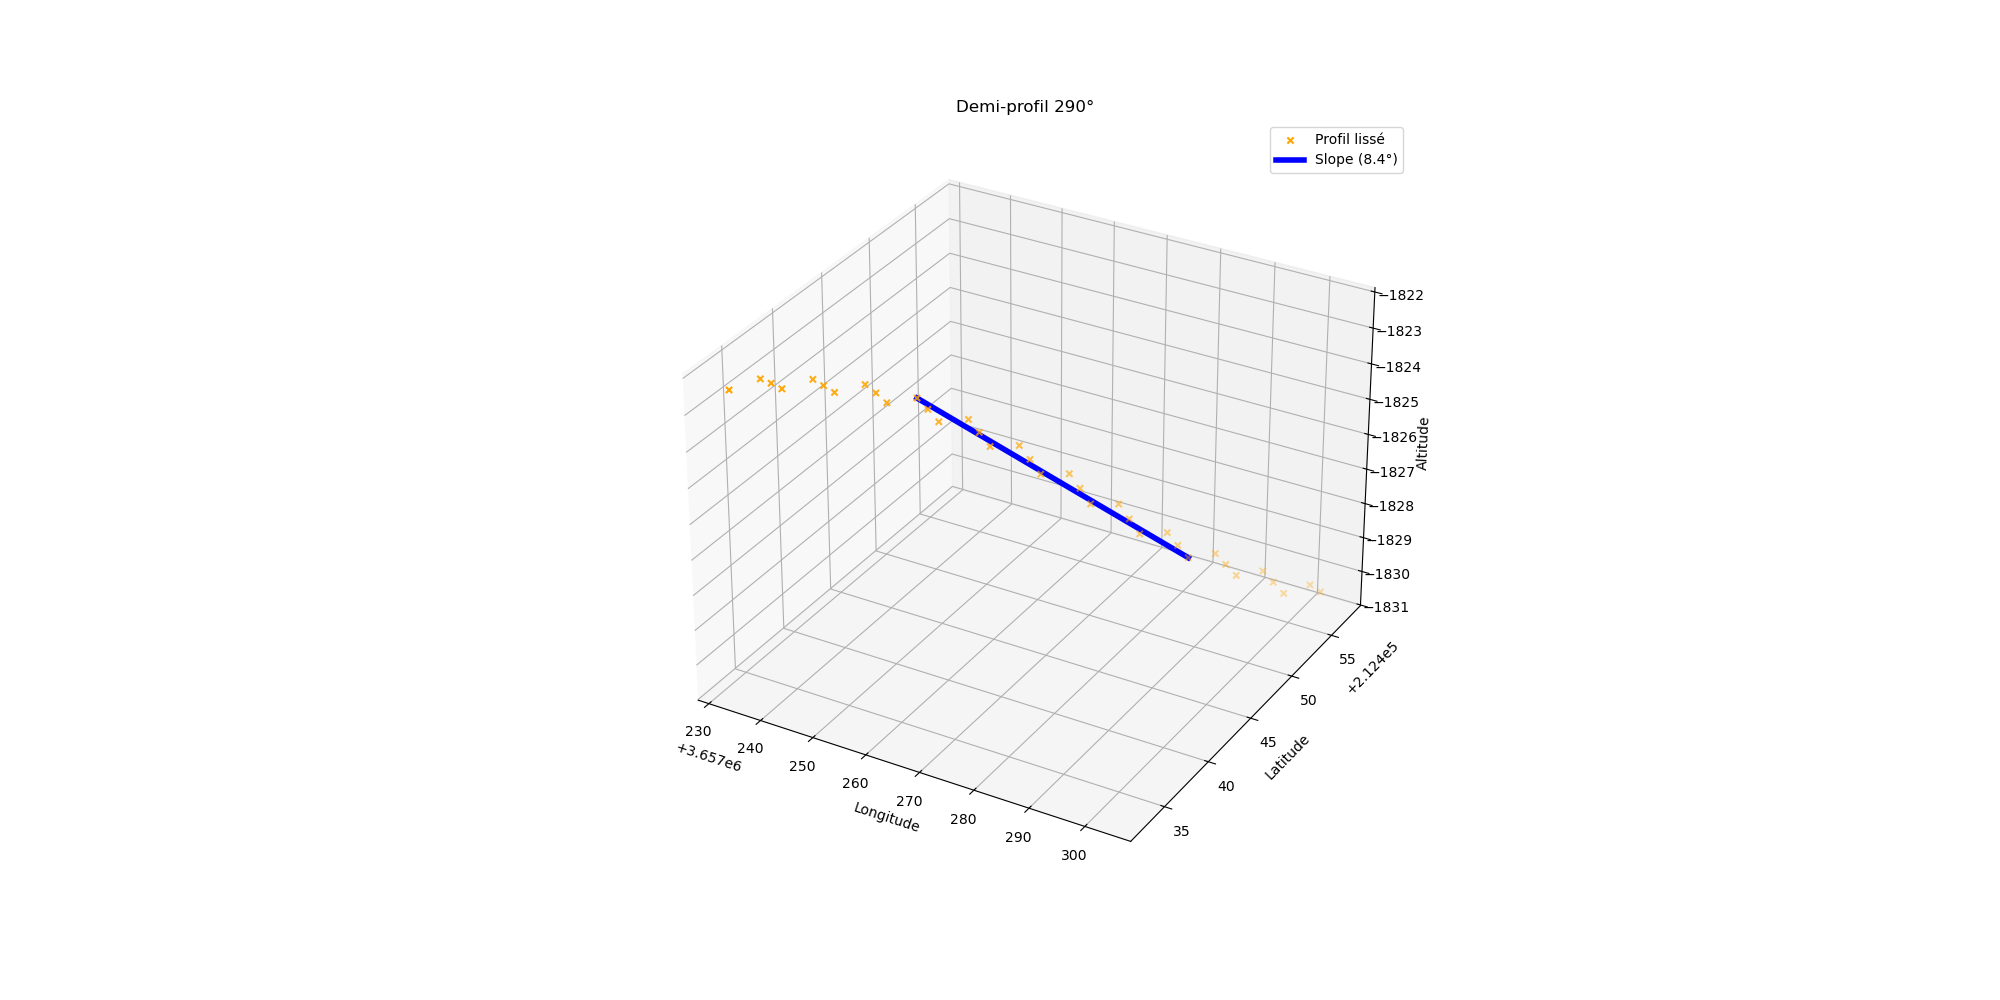 Demi-profil 290°
Profil lissé
Slope (8.4°)
−1822
−1823
−1824
−1825
−1826
−1827
−1828
−1829
−1830
−1831
Altitude
55
50
45
40
35
+2.124e5
Latitude
230
240
250
260
270
280
290
300
+3.657e6
Longitude